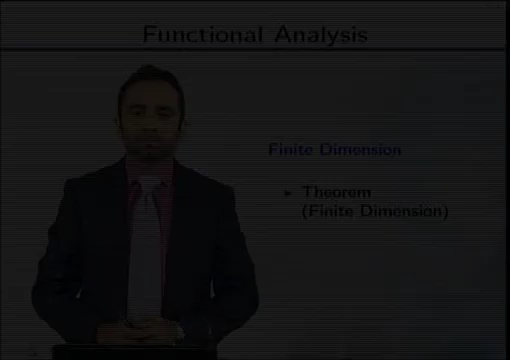 Functional Analysis
Finite Dimension
Theorem
(Finite Dimension)